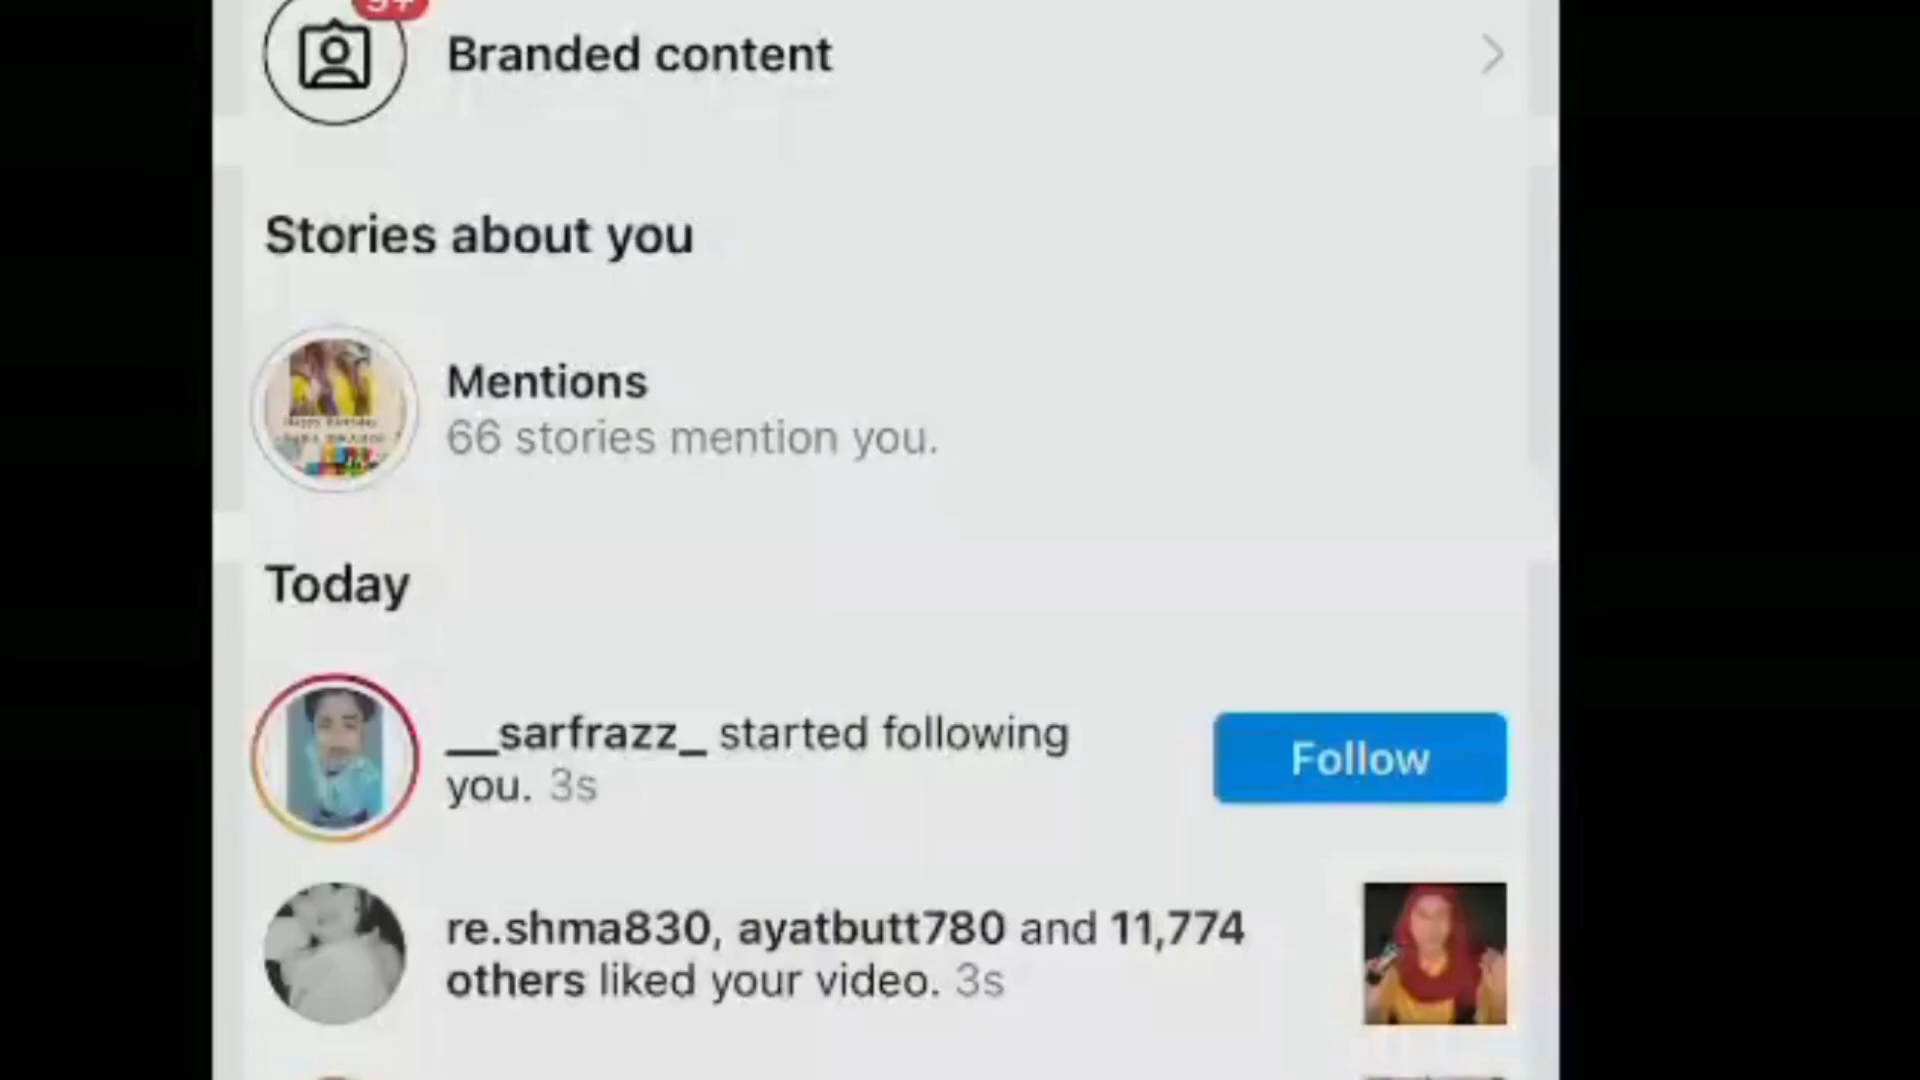 Branded content
Stories about you
Mentions
66 stories mention you.
Today
__sarfrazz_ started following
you. 3s
Follow
re.shma830, ayatbutt780 and 11,774
others liked your video. 3s